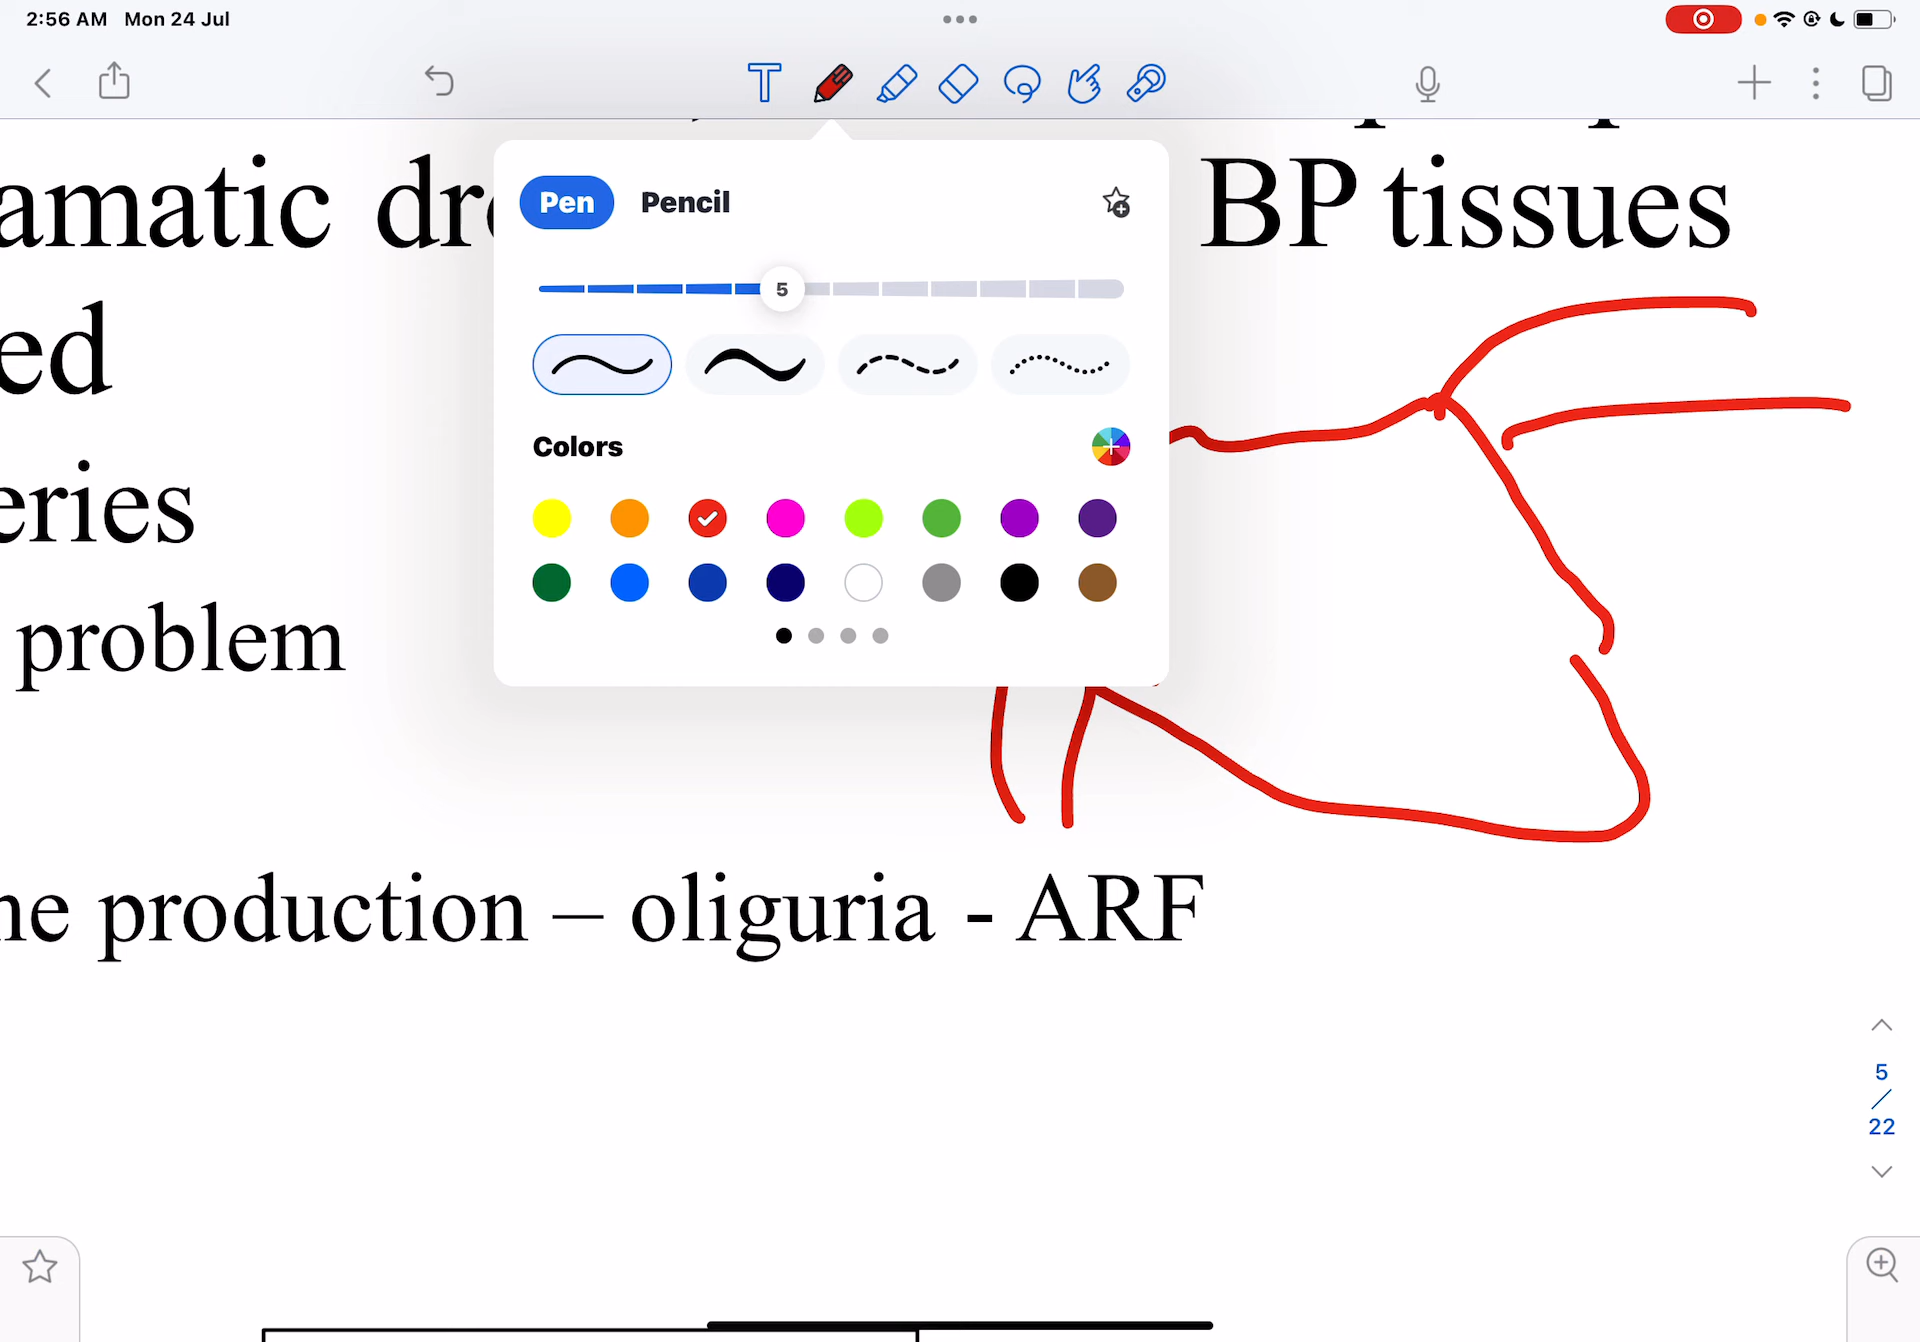 2:56 AM Mon 24 Jul
T
Pen Pencil
amatic BP tissues
5
ed
Colors
eries
problem
ne production – oliguria - ARF
5
/
22